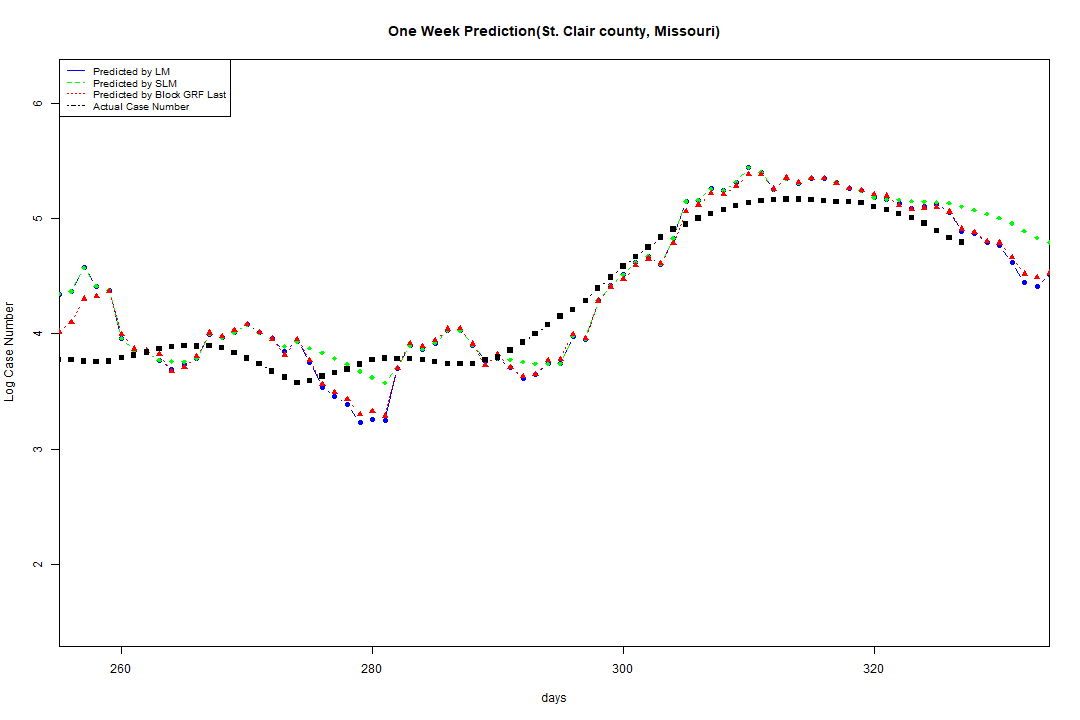 One Week Prediction(St. Clair county, Missouri)
Predicted by LM
Predicted by SLM
Predicted by Block GRF Last
Actual Case Number
6
5
4
3
2
Log Case Number
260 280 300 320
days